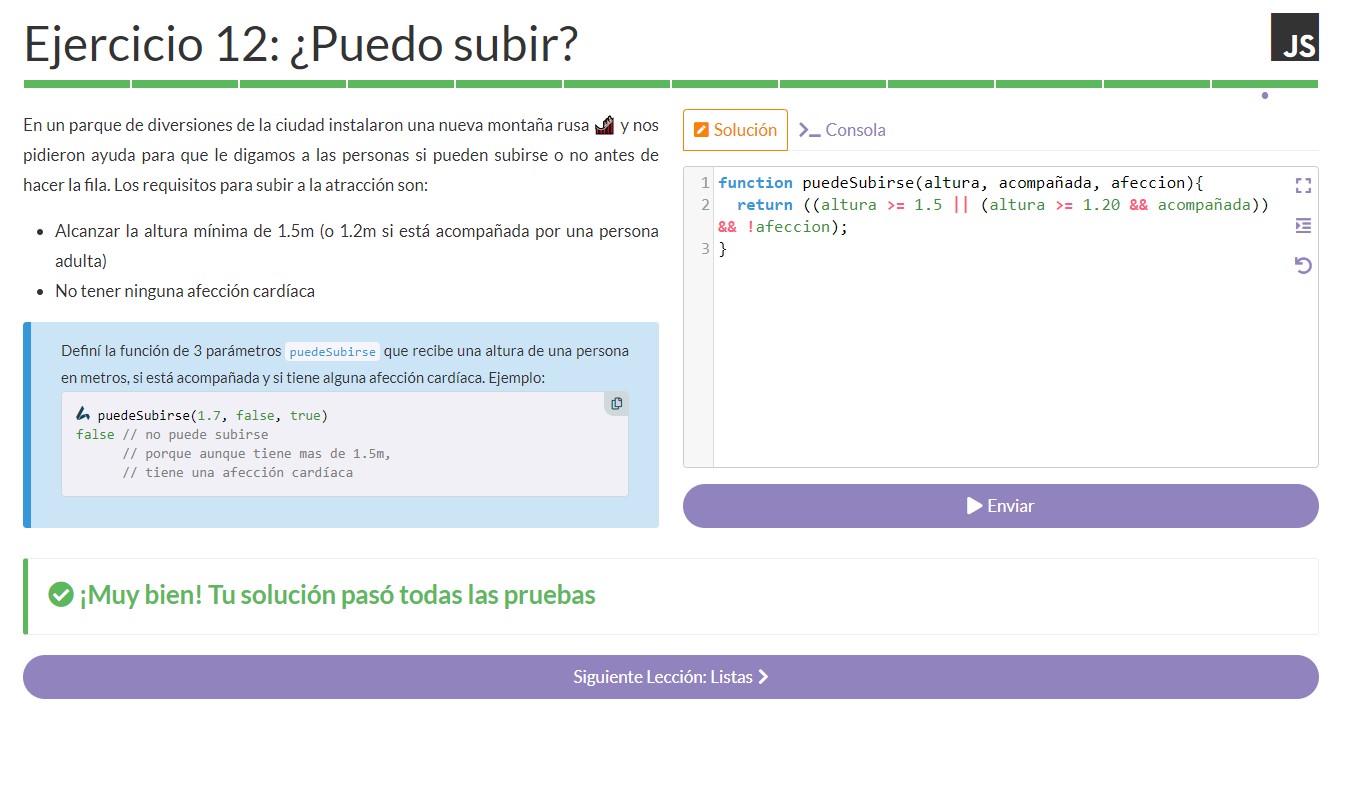 Ejercicio 12: ¿Puedo subir?
JS
En un parque de diversiones de la ciudad instalaron una nueva montaña rusa y nos
pidieron ayuda para que le digamos a las personas si pueden subirse o no antes de
hacer la fila. Los requisitos para subir a la atracción son:
Alcanzar la altura mínima de 1.5m (o 1.2m si está acompañada por una persona
adulta)
No tener ninguna afección cardíaca
Definí la función de 3 parámetros puedeSubirse que recibe una altura de una persona
en metros, si está acompañada y si tiene alguna afección cardíaca. Ejemplo:
puedeSubirse(1.7, false, true)
false // no puede subirse
// porque aunque tiene mas de 1.5m,
// tiene una afección cardíaca
Solución
Consola
1 function puedeSubirse(altura, acompañada, afeccion){
2 return ((altura >= 1.5 || (altura >= 1.20 && acompañada))
&& !afeccion);
3 }
Enviar
¡Muy bien! Tu solución pasó todas las pruebas
Siguiente Lección: Listas